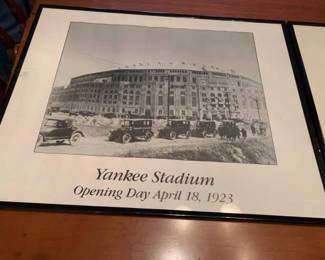 Yankee Stadium
Opening Day April 18, 1923